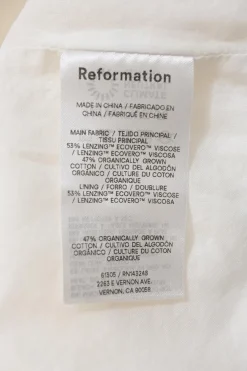 Reformation
MADE IN CHINA / FABRICADO EN
CHINA / FABRIQUÉ EN CHINE
MAIN FABRIC / TEJIDO PRINCIPAL /
TISSU PRINCIPAL
53% LENZING™ ECOVERO™ VISCOSE
/ LENZING™ ECOVERO™ VISCOSA
47% ORGANICALLY GROWN
COTTON / CULTIVO DEL ALGODÓN
ORGÁNICO / CULTURE DU COTON
ORGANIQUE
LINING / FORRO / DOUBLURE
53% LENZING™ ECOVERO™ VISCOSE
/ LENZING™ ECOVERO™ VISCOSA
47% ORGANICALLY GROWN
COTTON / CULTIVO DEL ALGODÓN
ORGÁNICO / CULTURE DU COTON
ORGANIQUE
61505 / RN143248
2263 E VERNON AVE.
VERNON, CA 90058